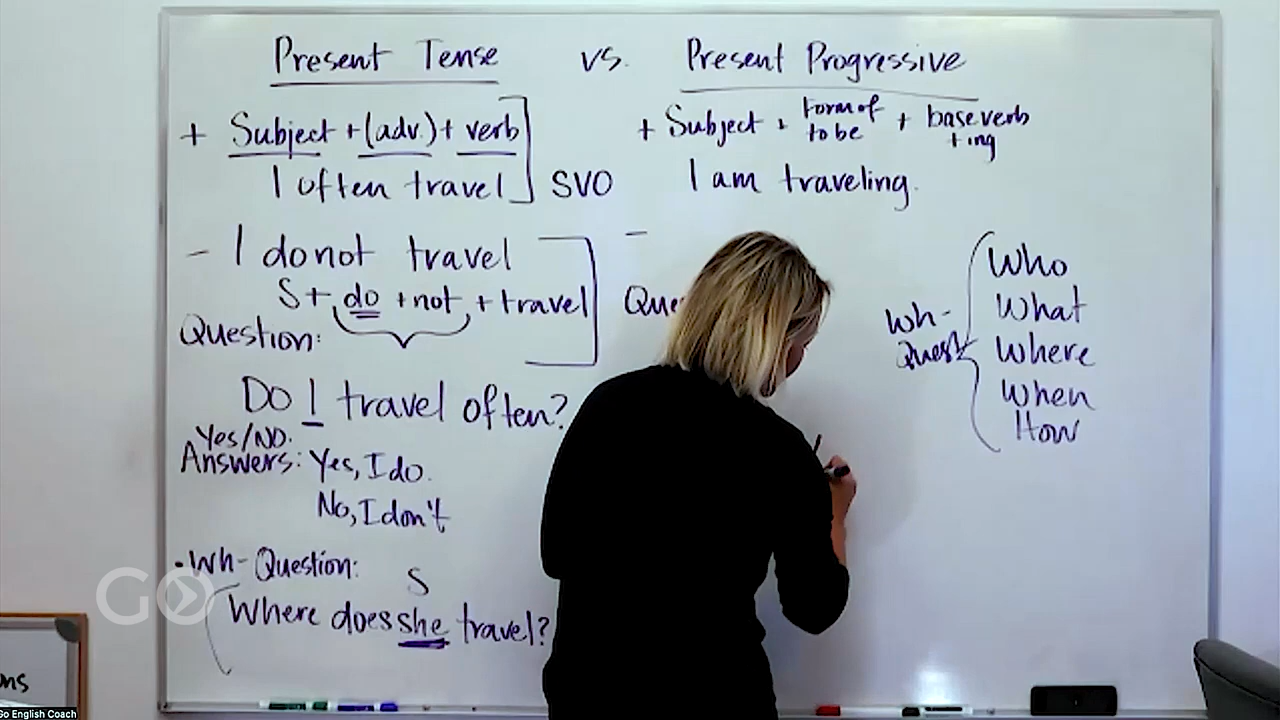 Present Tense vs. Present Progressive
+ Subject + (adv.) + verb
I often travel
SVO
- I do not travel
S + do + not + travel
Question:
Do I travel often?
Yes/No.
Answers: Yes, I do.
No, I don't
• Wh- Question:
S
Where does she travel?
+ Subject + form of to be + base verb + ing
I am traveling.
-
Wh-
Quest
Who
What
Where
When
How
GO
ns
Go English Coach